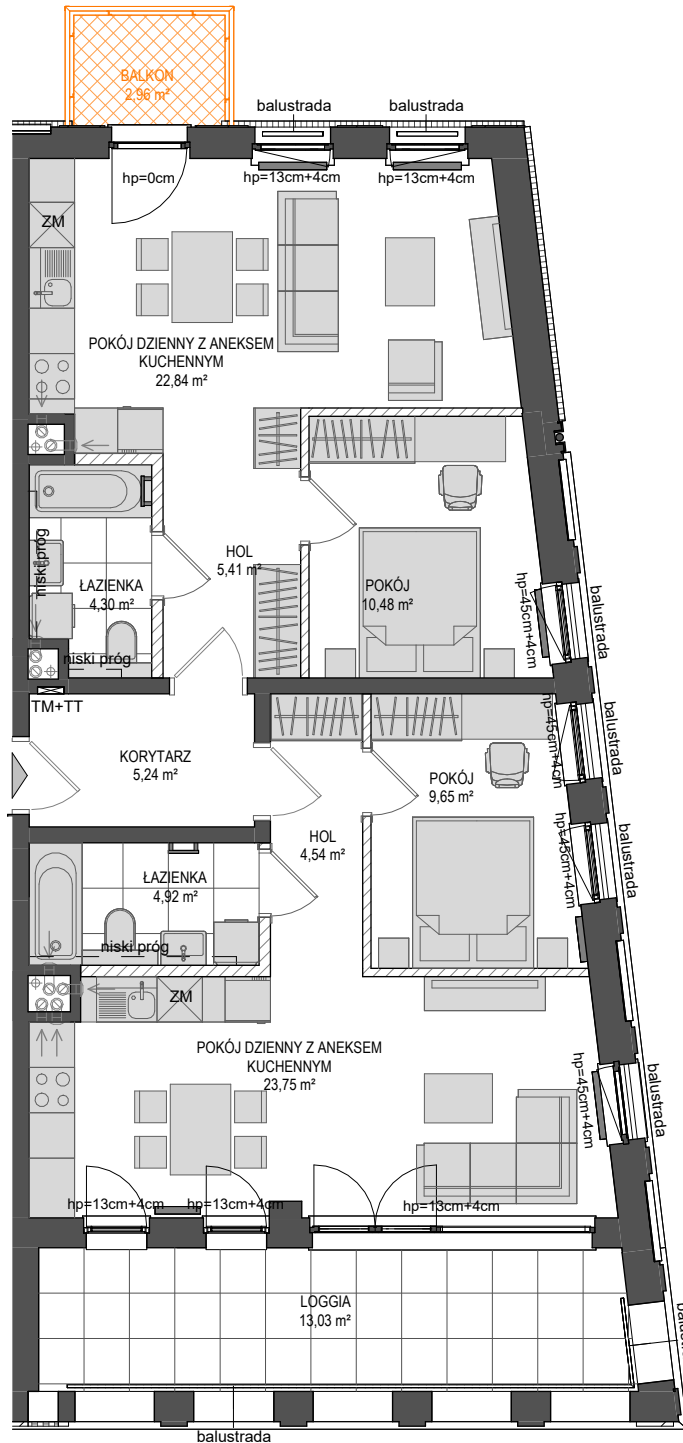 BALKON
2,96 m²
balustrada
balustrada
hp=0cm
hp=13cm+4cm
hp=13cm+4cm
ZM
POKÓJ DZIENNY Z ANEKSEM
KUCHENNYM
22,84 m²
HOL
5,41 m²
niski próg
ŁAZIENKA
4,30 m²
POKÓJ
10,48 m²
hp=45cm+4cm
balustrada
niski próg
TM+TT
KORYTARZ
5,24 m²
POKÓJ
9,65 m²
hp=45cm+4cm
balustrada
HOL
4,54 m²
hp=45cm+4cm
balustrada
ŁAZIENKA
4,92 m²
niski próg
ZM
POKÓJ DZIENNY Z ANEKSEM
KUCHENNYM
23,75 m²
hp=45cm+4cm
balustrada
hp=13cm+4cm
hp=13cm+4cm
hp=13cm+4cm
LOGGIA
13,03 m²
balustrada